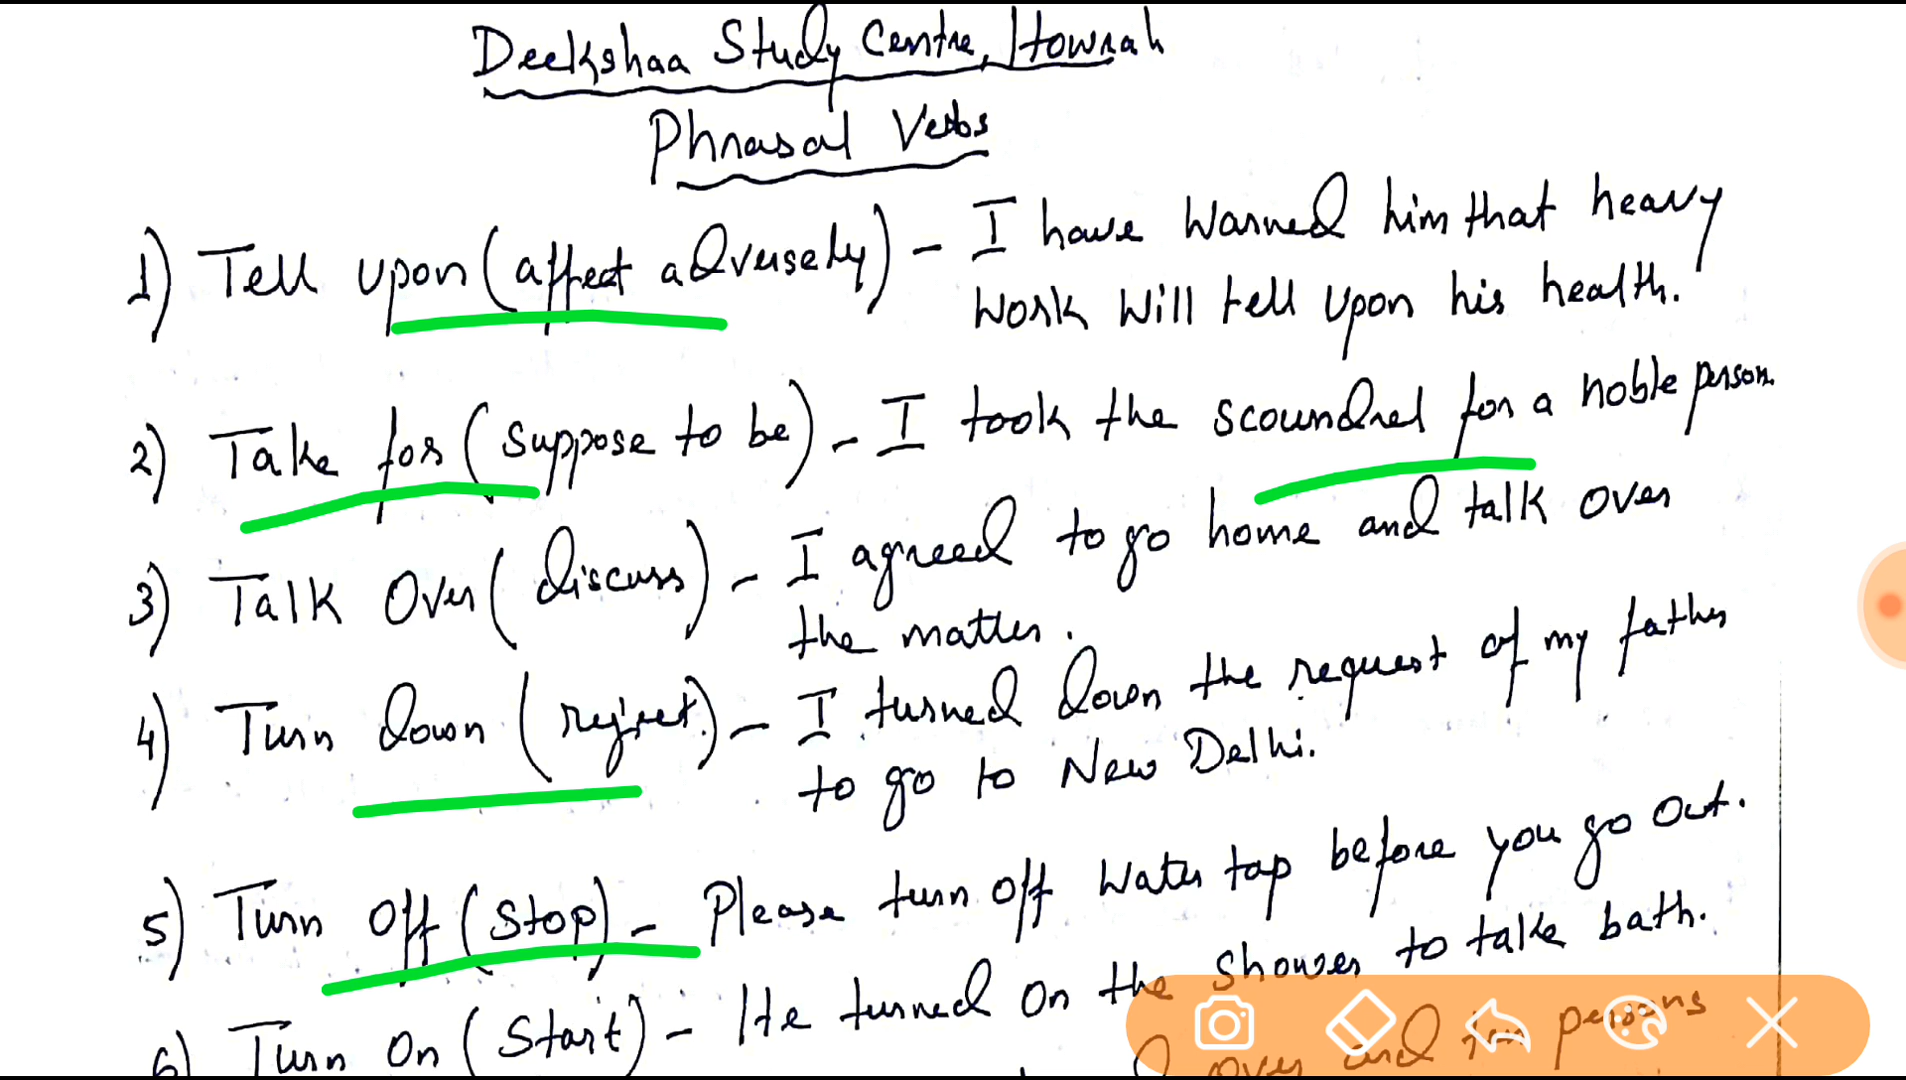 Deekshaa Study Centre, Howrah
Phrasal Verbs
1) Tell upon (affect adversely) - I have warned him that heavy
work will tell upon his health.
2) Take for (suppose to be) - I took the scoundrel for a noble person.
3) Talk Over (discuss) - I agreed to go home and talk over
the matter.
4) Turn down (reject) - I turned down the request of my father
to go to New Delhi.
5) Turn off (stop) - Please turn off water tap before you go out.
6) Turn on (start) - He turned on the shower to take bath.
over and persons